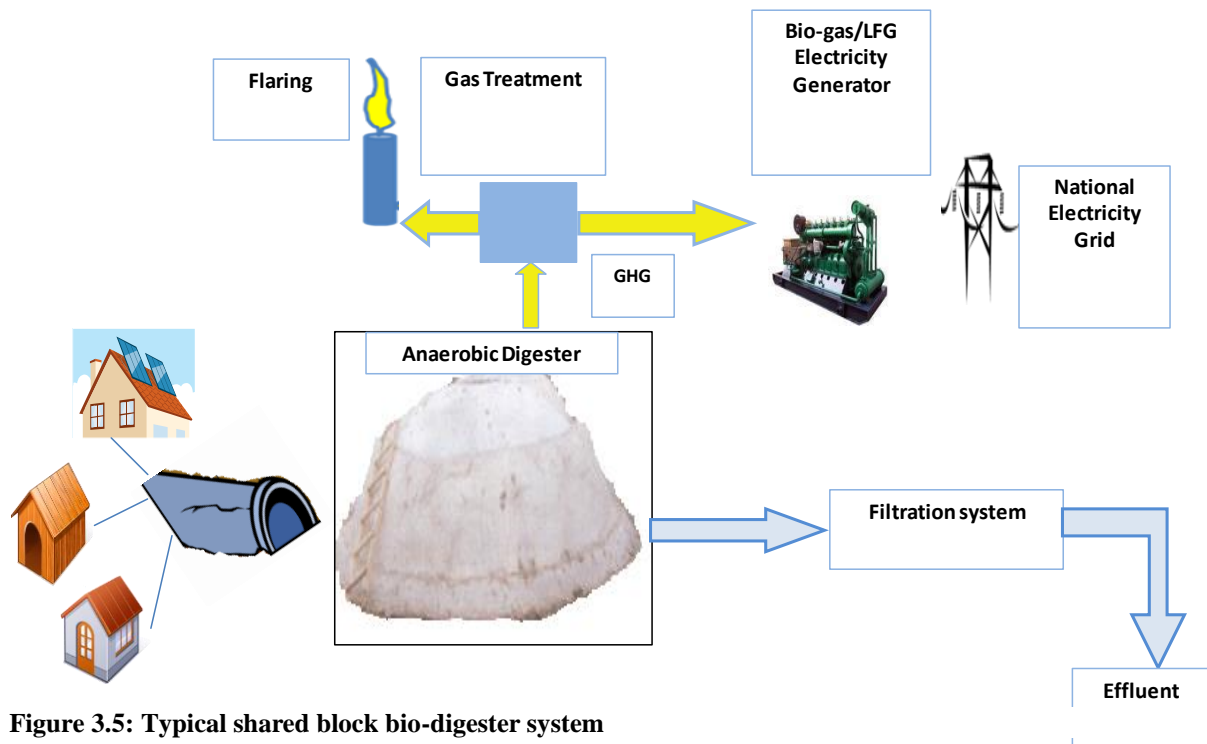 Flaring
Gas Treatment
Bio-gas/LFG
Electricity
Generator
National
Electricity
Grid
GHG
Anaerobic Digester
Filtration system
Effluent
Figure 3.5: Typical shared block bio-digester system